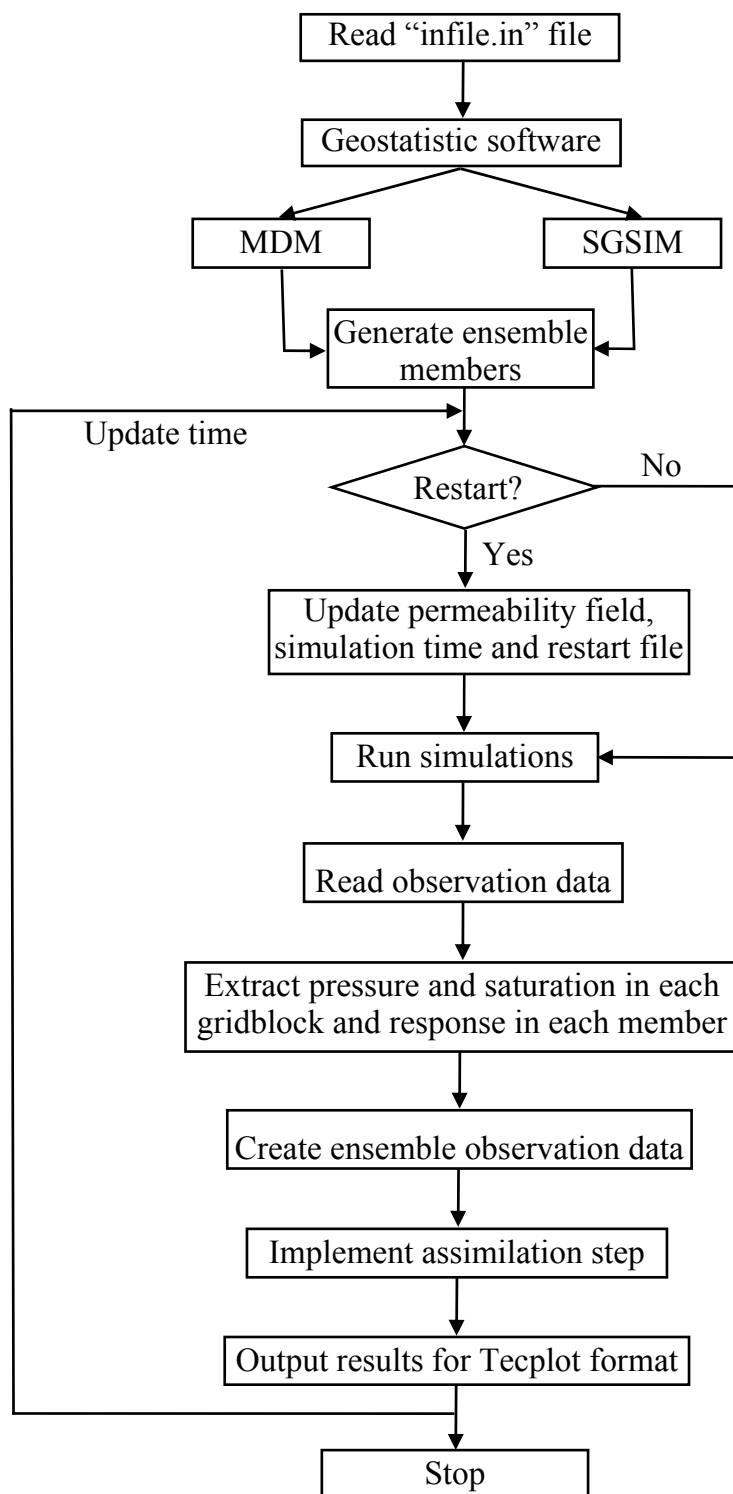 Read “infile.in” file
Geostatistic software
MDM
SGSIM
Generate ensemble
members
Update time
No
Restart?
Yes
Update permeability field,
simulation time and restart file
Run simulations
Read observation data
Extract pressure and saturation in each
gridblock and response in each member
Create ensemble observation data
Implement assimilation step
Output results for Tecplot format
Stop